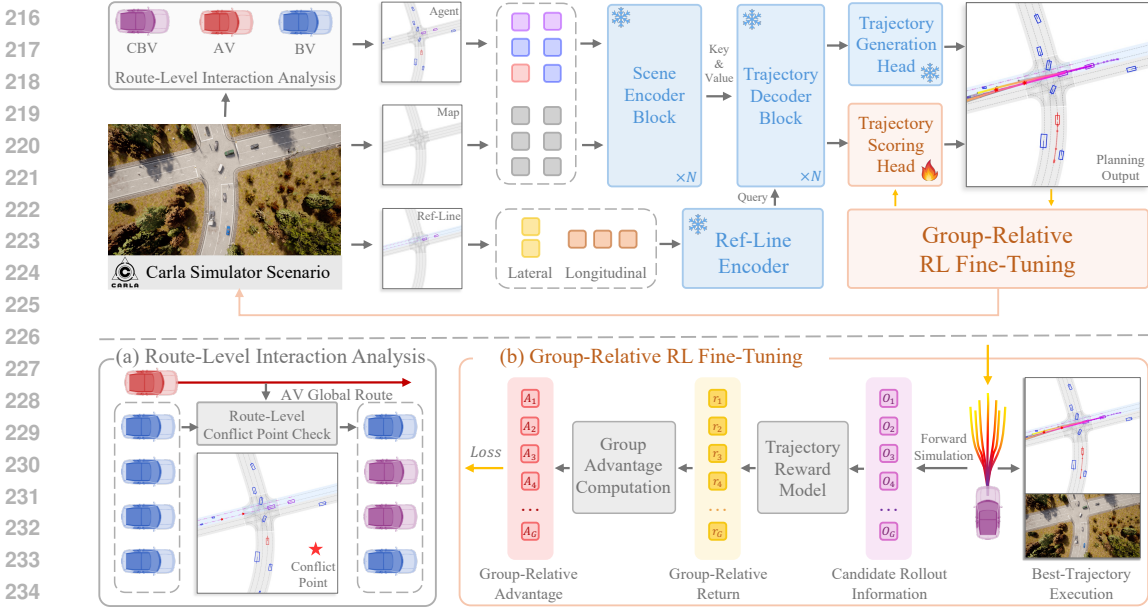 216
217
218
219
220
221
222
223
224
225
226
227
228
229
230
231
232
233
234
CBV
AV
BV
Route-Level Interaction Analysis
CARLA
Carla Simulator Scenario
Agent
Map
Ref-Line
Lateral
Longitudinal
Scene
Encoder
Block
×N
Key
&
Value
Query
Trajectory
Decoder
Block
×N
Ref-Line
Encoder
Trajectory
Generation
Head
Trajectory
Scoring
Head
Planning
Output
Group-Relative
RL Fine-Tuning
(a) Route-Level Interaction Analysis
AV Global Route
Route-Level
Conflict Point Check
Conflict
Point
(b) Group-Relative RL Fine-Tuning
Loss
A1
A2
A3
A4
...
AG
Group-Relative
Advantage
Group
Advantage
Computation
r1
r2
r3
r4
...
rG
Group-Relative
Return
Trajectory
Reward
Model
O1
O2
O3
O4
...
OG
Candidate Rollout
Information
Forward
Simulation
Best-Trajectory
Execution